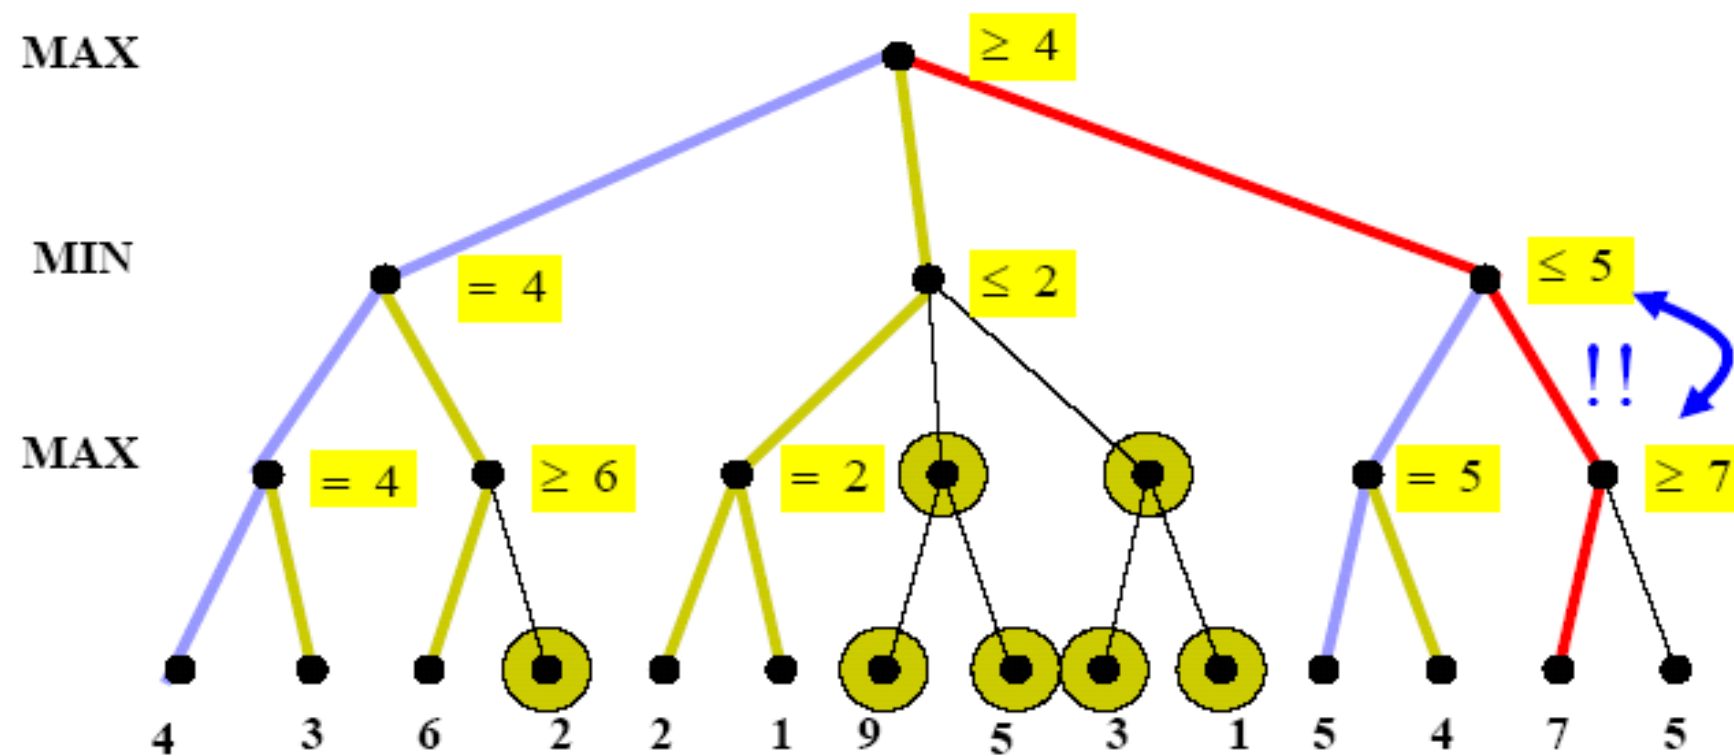 MAX ≥ 4
MIN = 4 ≤ 2 ≤ 5
!!
MAX = 4 ≥ 6 = 2 = 5 ≥ 7
4 3 6 2 2 1 9 5 3 1 5 4 7 5